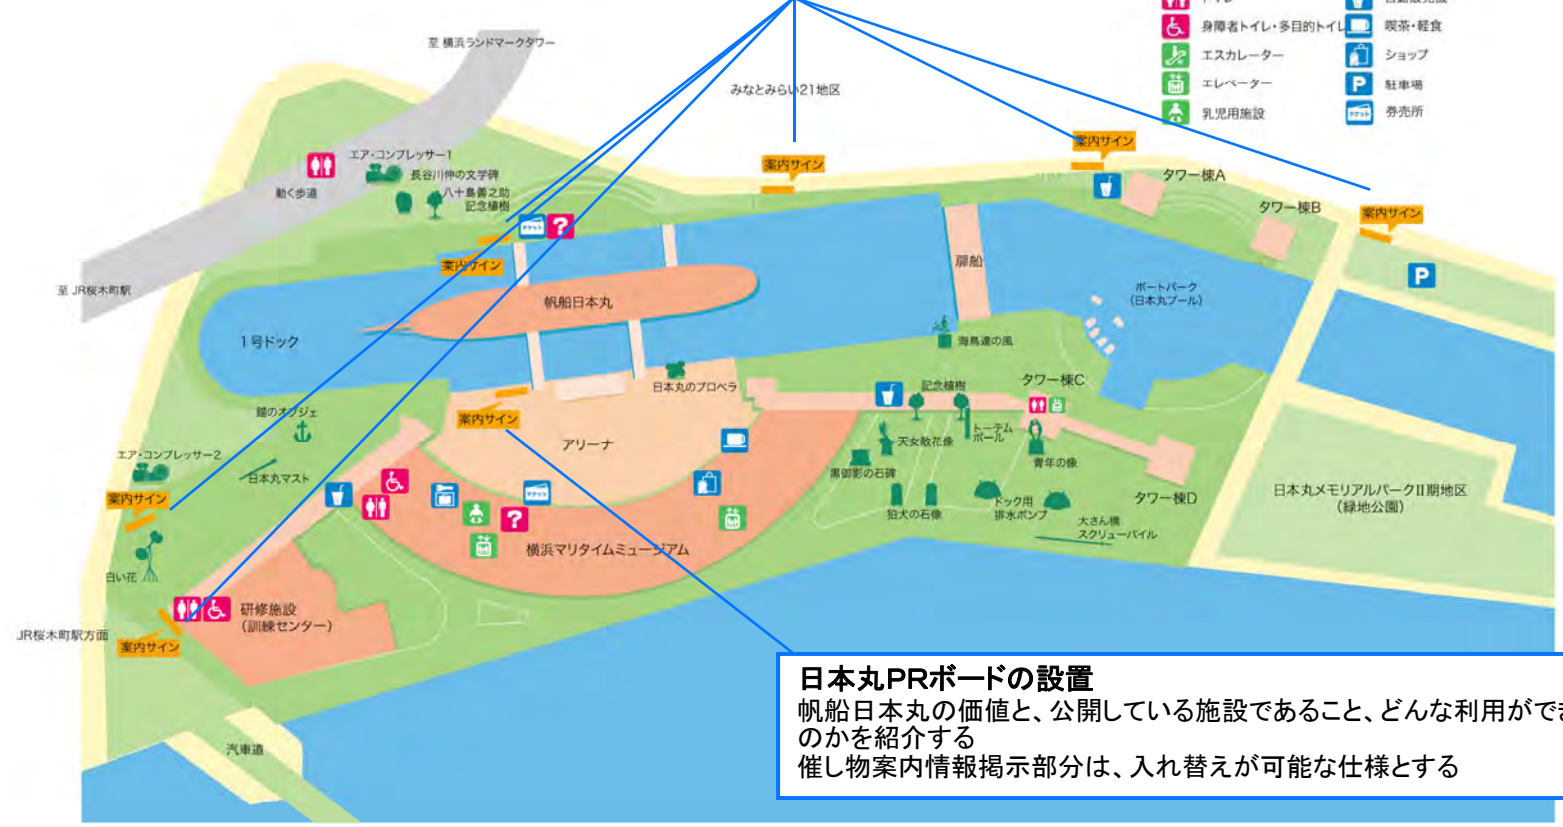 トイレ
自動販売機
身障者トイレ・多目的トイレ
喫茶・軽食
エスカレーター
ショップ
エレベーター
P
駐車場
乳児用施設
チケット
券売所
至 横浜ランドマークタワー
みなとみらい21地区
案内サイン
案内サイン
エア・コンプレッサー1
長谷川伸の文学碑
動く歩道
八十島善之助
記念植樹
タワー棟A
タワー棟B
案内サイン
チケット
?
案内サイン
扉船
P
至 JR桜木町駅
帆船日本丸
ボートパーク
(日本丸プール)
1号ドック
海鳥達の風
日本丸のプロペラ
記念植樹
タワー棟C
錨のオブジェ
案内サイン
アリーナ
天女散花像
トーテム
ポール
青年の像
エア・コンプレッサー2
日本丸マスト
黒御影の石碑
案内サイン
チケット
?
狛犬の石像
ドック用
排水ポンプ
タワー棟D
日本丸メモリアルパークⅡ期地区
(緑地公園)
大さん橋
スクリューパイル
横浜マリタイムミュージアム
白い花
研修施設
(訓練センター)
JR桜木町駅方面
案内サイン
汽車道
日本丸PRボードの設置
帆船日本丸の価値と、公開している施設であること、どんな利用ができ
のかを紹介する
催し物案内情報掲示部分は、入れ替えが可能な仕様とする